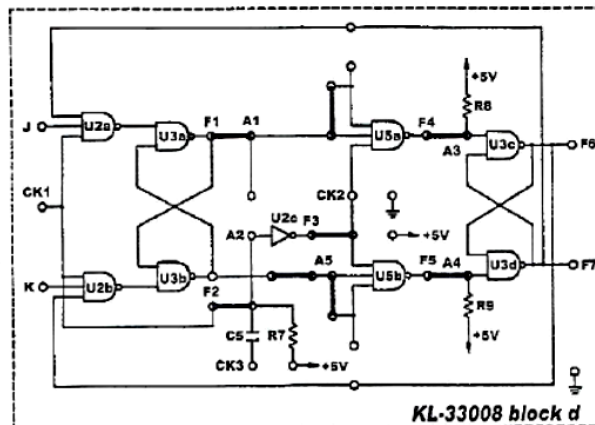 +5V
R8
U2a
U3a
F1
A1
U5a
F4
A3
U3c
F6
J
CK1
CK2
U2c
F3
A2
+5V
K
U2b
U3b
F2
A5
U5b
F5
A4
U3d
F7
C5
R7
R9
CK3
+5V
+5V
KL-33008 block d